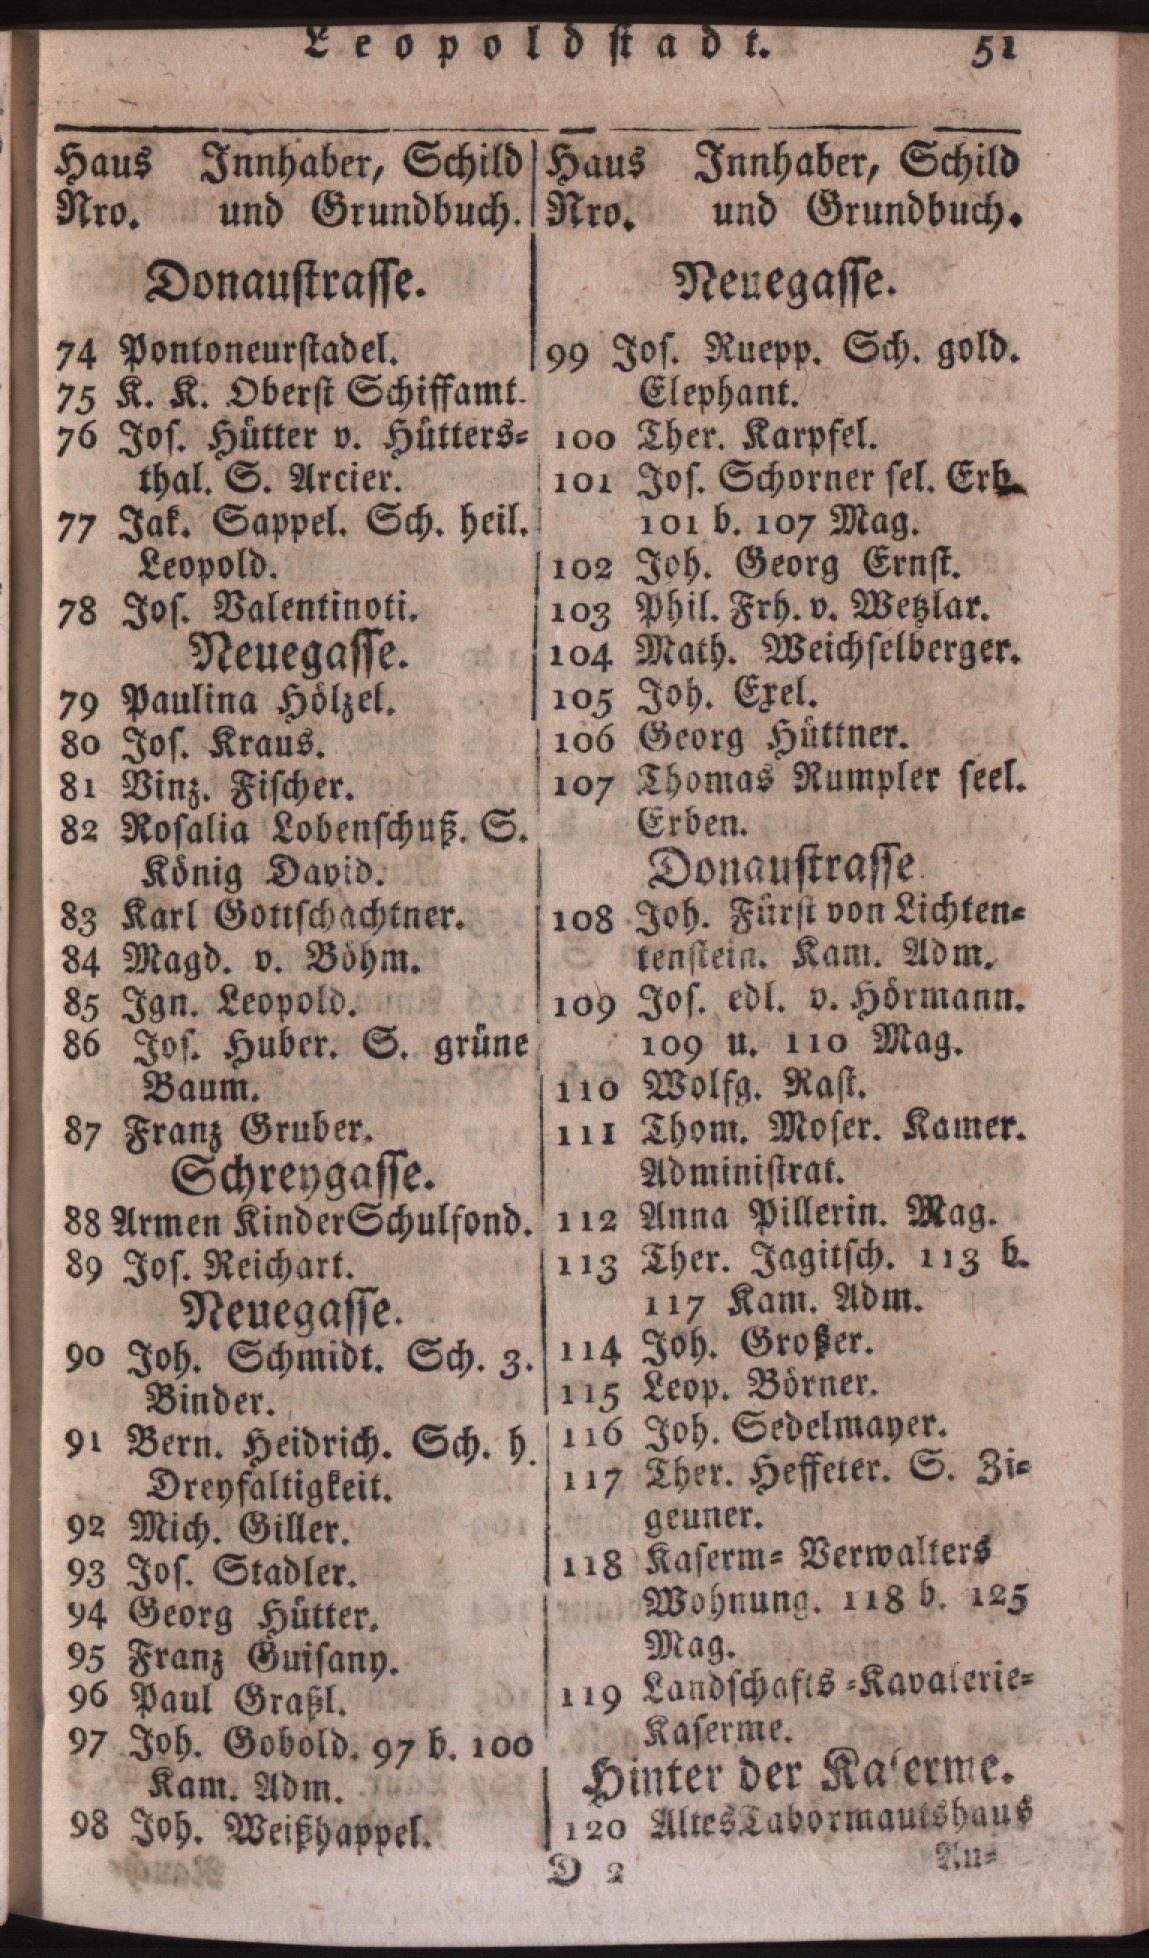 Leopoldstadt. 51
Haus Innhaber, Schild
Nro. und Grundbuch.
Donaustrasse.
74 Pontoneurstadel.
75 K. K. Oberst Schiffamt.
76 Jos. Hütter v. Hütters-
thal. S. Arcier.
77 Jak. Sappel. Sch. heil.
Leopold.
78 Jos. Valentinoti.
Neuegasse.
79 Paulina Hölzel.
80 Jos. Kraus.
81 Vinz. Fischer.
82 Rosalia Lobenschuß. S.
König David.
83 Karl Gottschachtner.
84 Magd. v. Böhm.
85 Ign. Leopold.
86 Jos. Huber. S. grüne
Baum.
87 Franz Gruber.
Schreygasse.
88 Armen Kinder Schulfond.
89 Jos. Reichart.
Neuegasse.
90 Joh. Schmidt. Sch. 3.
Binder.
91 Bern. Heidrich. Sch. h.
Dreyfaltigkeit.
92 Mich. Giller.
93 Jos. Stadler.
94 Georg Hütter.
95 Franz Guisany.
96 Paul Graßl.
97 Joh. Gobold. 97 b. 100
Kam. Adm.
98 Joh. Weißhappel.
Haus Innhaber, Schild
Nro. und Grundbuch.
Neuegasse.
99 Jos. Ruepp. Sch. gold.
Elephant.
100 Ther. Karpfel.
101 Jos. Schorner sel. Erb.
101 b. 107 Mag.
102 Joh. Georg Ernst.
103 Phil. Frh. v. Wetzlar.
104 Math. Weichselberger.
105 Joh. Exel.
106 Georg Hüttner.
107 Thomas Rumpler seel.
Erben.
Donaustrasse.
108 Joh. Fürst von Lichten-
tenstein. Kam. Adm.
109 Jos. edl. v. Hörmann.
109 u. 110 Mag.
110 Wolfg. Rast.
111 Thom. Moser. Kamer.
Administrat.
112 Anna Pillerin. Mag.
113 Ther. Jagitsch. 113 b.
117 Kam. Adm.
114 Joh. Großer.
115 Leop. Börner.
116 Joh. Sedelmayer.
117 Ther. Heffeter. S. Zi-
geuner.
118 Kaserm- Verwalters
Wohnung. 118 b. 125
Mag.
119 Landschafts-Kavalerie-
Kaserme.
Hinter der Kaserme.
120 Altes Tabormautshaus
D 2 An-